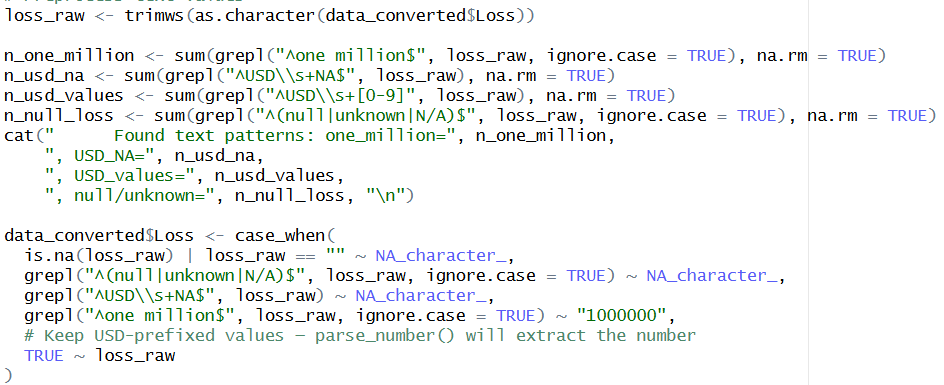 loss_raw <- trimws(as.character(data_converted$Loss))
n_one_million <- sum(grepl("^one million$", loss_raw, ignore.case = TRUE), na.rm = TRUE)
n_usd_na <- sum(grepl("^USD\\s+NA$", loss_raw), na.rm = TRUE)
n_usd_values <- sum(grepl("^USD\\s+[0-9]", loss_raw), na.rm = TRUE)
n_null_loss <- sum(grepl("^(null|unknown|N/A)$", loss_raw, ignore.case = TRUE), na.rm = TRUE)
cat("      Found text patterns: one_million=", n_one_million,
    ", USD_NA=", n_usd_na,
    ", USD_values=", n_usd_values,
    ", null/unknown=", n_null_loss, "\n")
data_converted$Loss <- case_when(
  is.na(loss_raw) | loss_raw == "" ~ NA_character_,
  grepl("^(null|unknown|N/A)$", loss_raw, ignore.case = TRUE) ~ NA_character_,
  grepl("^USD\\s+NA$", loss_raw) ~ NA_character_,
  grepl("^one million$", loss_raw, ignore.case = TRUE) ~ "1000000",
  # Keep USD-prefixed values – parse_number() will extract the number
  TRUE ~ loss_raw
)